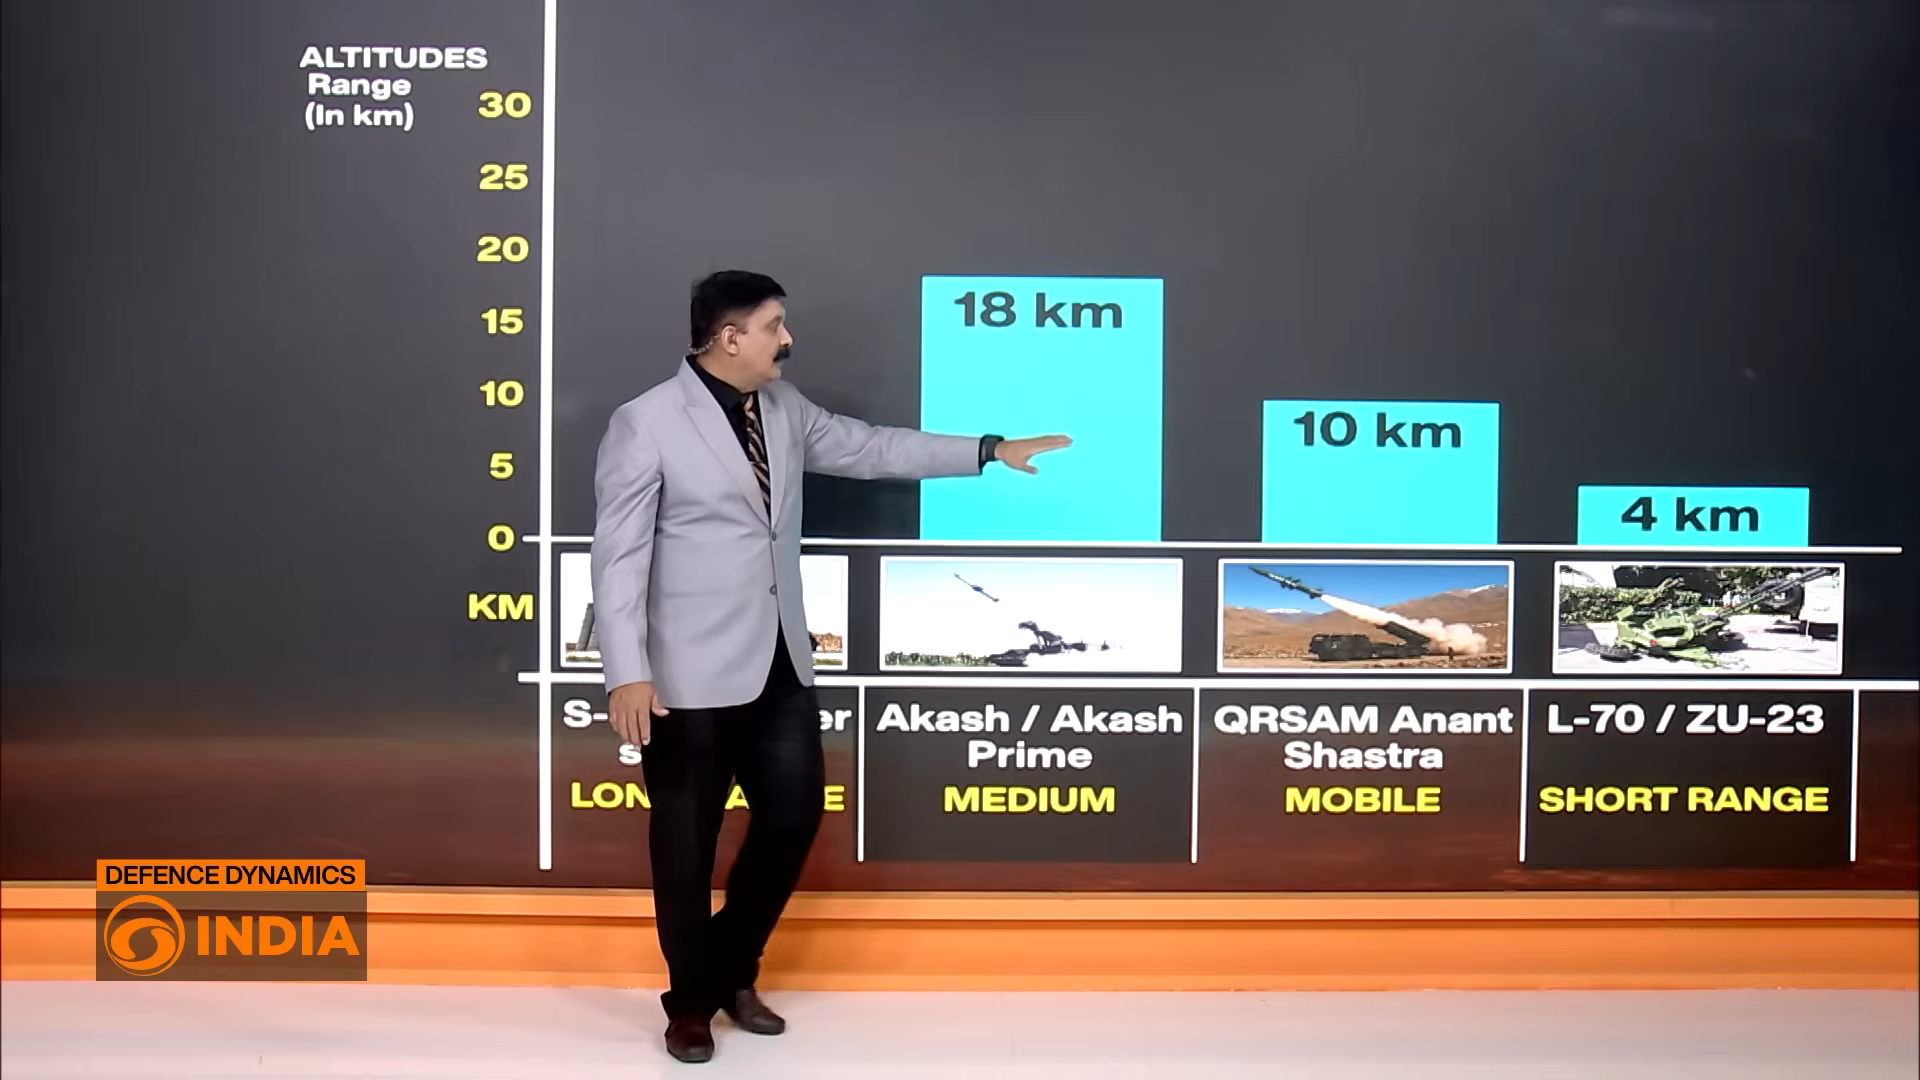 ALTITUDES
Range
(In km)
30
25
20
15
10
5
0
KM
18 km
10 km
4 km
Akash / Akash
Prime
MEDIUM
QRSAM Anant
Shastra
MOBILE
L-70 / ZU-23
SHORT RANGE
DEFENCE DYNAMICS
INDIA